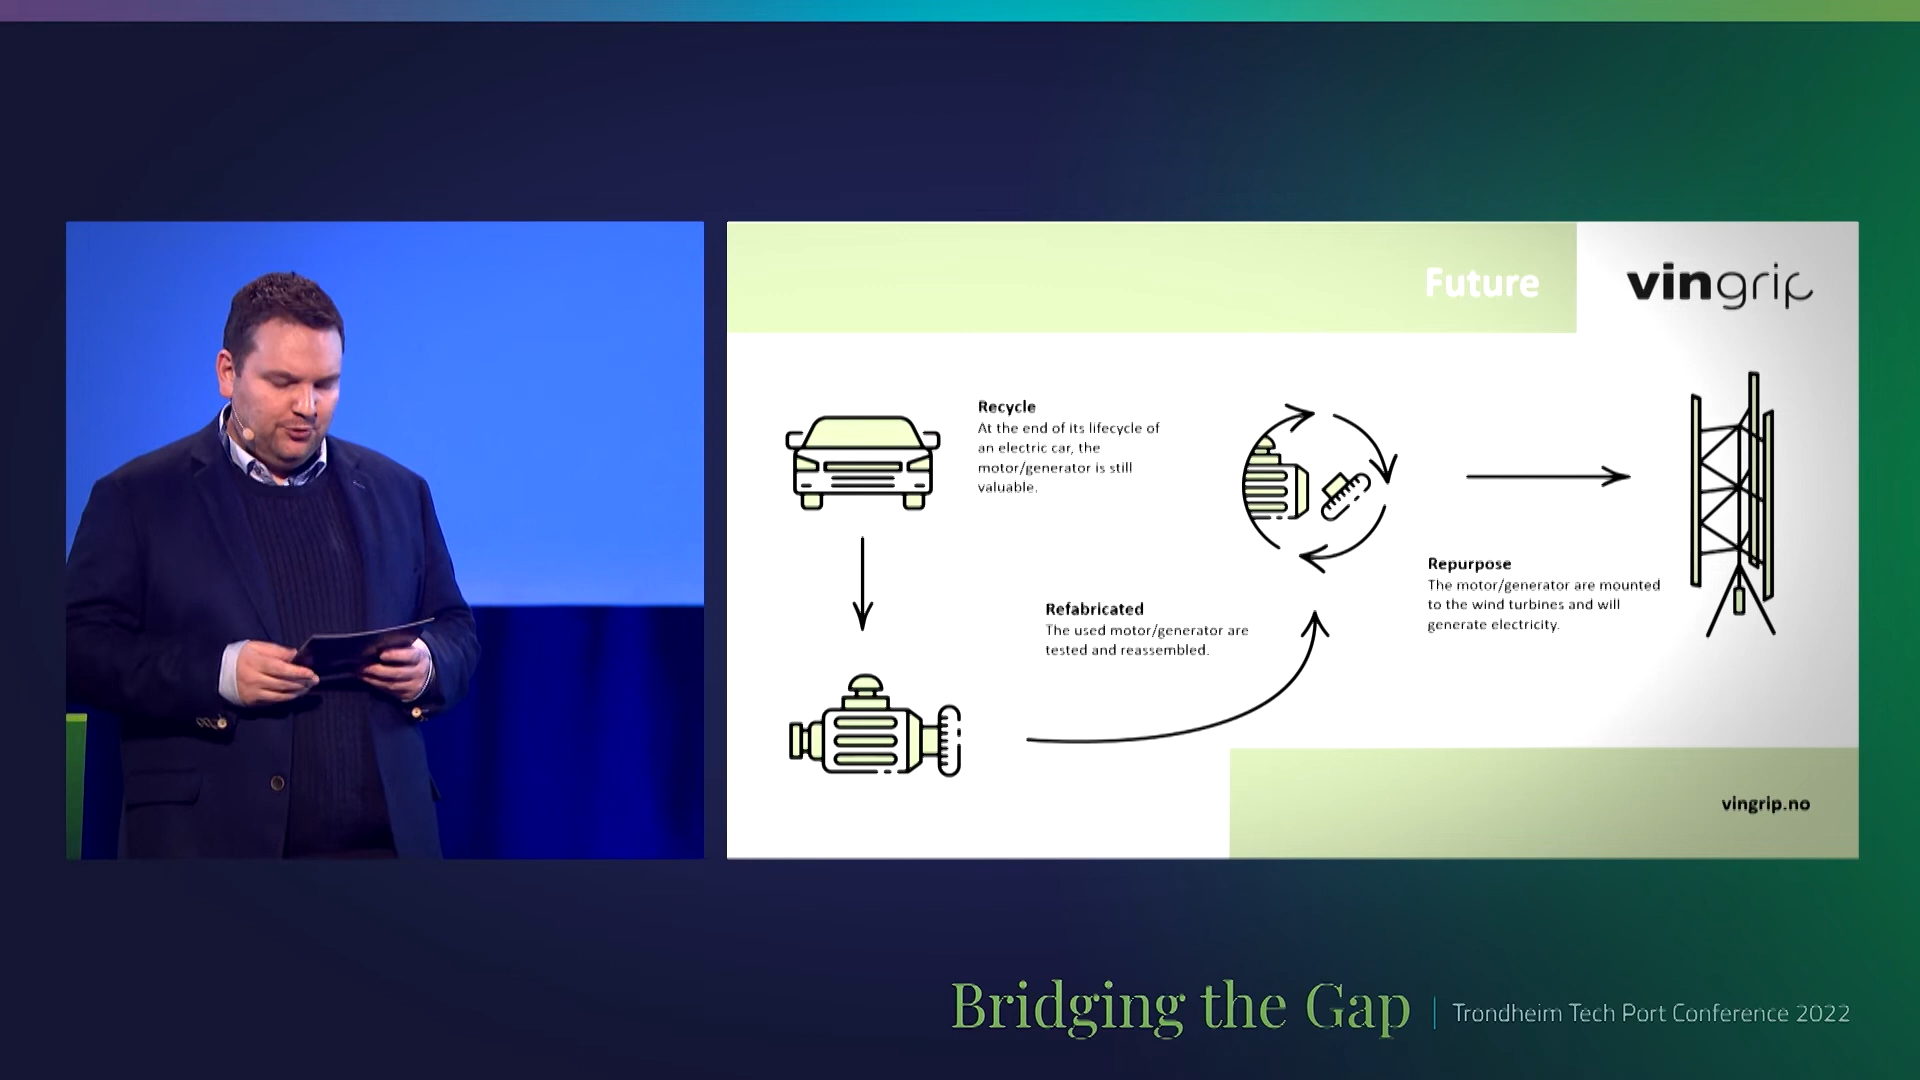 Future
vingrip
Recycle
At the end of its lifecycle of
an electric car, the
motor/generator is still
valuable.
Refabricated
The used motor/generator are
tested and reassembled.
Repurpose
The motor/generator are mounted
to the wind turbines and will
generate electricity.
vingrip.no
Bridging the Gap | Trondheim Tech Port Conference 2022